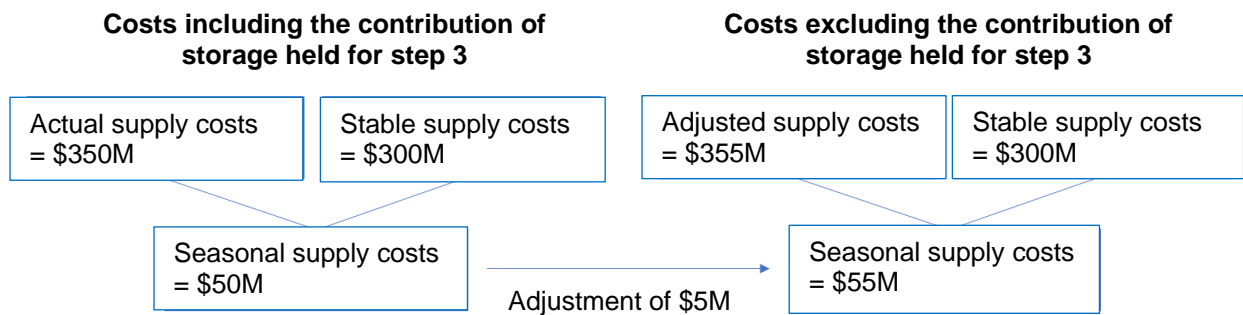 Costs including the contribution of
storage held for step 3
Costs excluding the contribution of
storage held for step 3
Actual supply costs
= $350M
Stable supply costs
= $300M
Adjusted supply costs
= $355M
Stable supply costs
= $300M
Seasonal supply costs
= $50M
Adjustment of $5M
Seasonal supply costs
= $55M